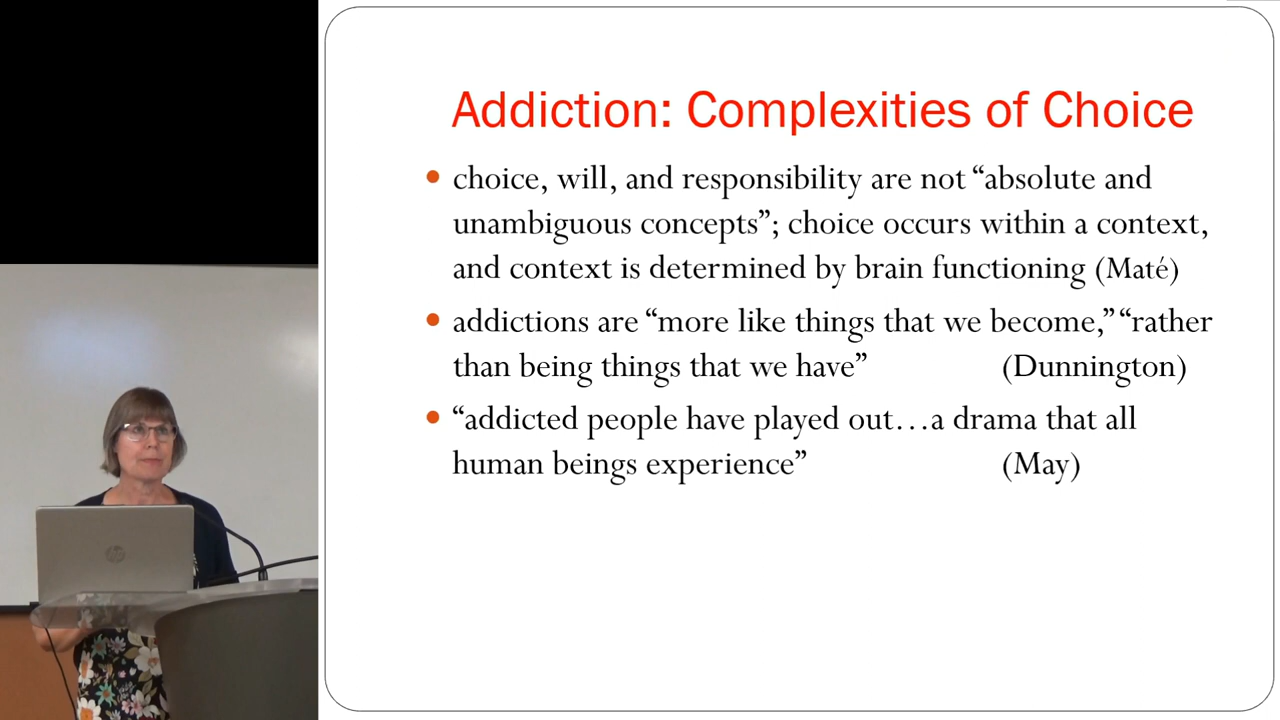 Addiction: Complexities of Choice
• choice, will, and responsibility are not “absolute and
unambiguous concepts”; choice occurs within a context,
and context is determined by brain functioning (Maté)
• addictions are “more like things that we become,” “rather
than being things that we have” (Dunnington)
• “addicted people have played out…a drama that all
human beings experience” (May)
hp